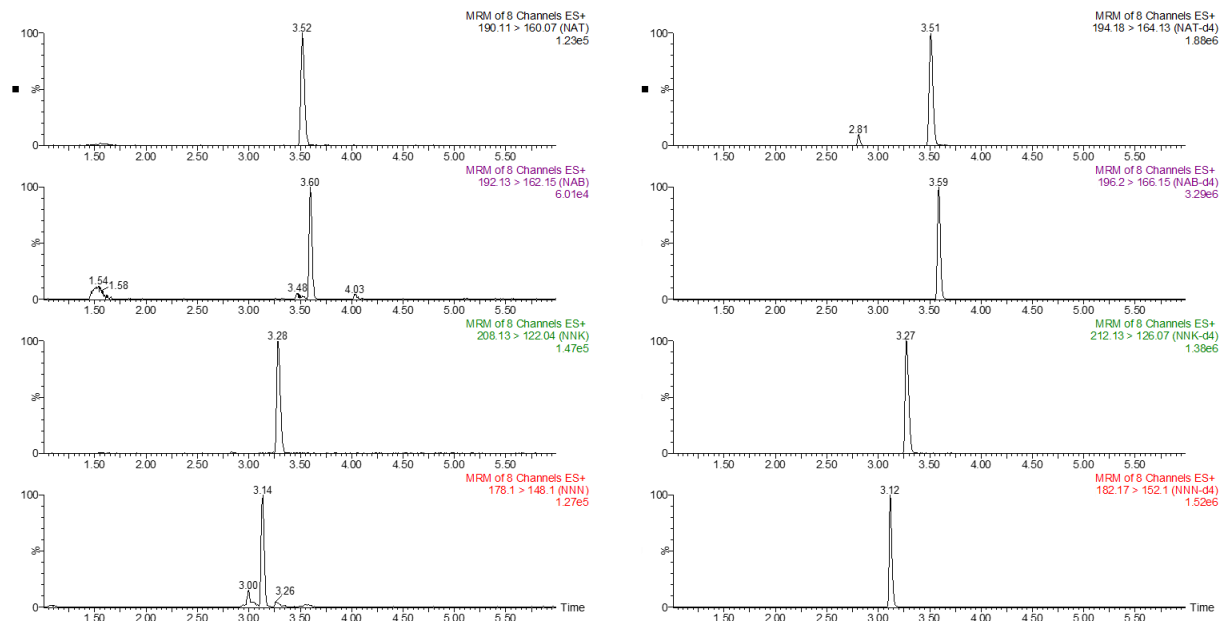 MRM of 8 Channels ES+
190.11 > 160.07 (NAT)
1.23e5
3.52
100
%
0
1.50 2.00 2.50 3.00 3.50 4.00 4.50 5.00 5.50
MRM of 8 Channels ES+
192.13 > 162.15 (NAB)
6.01e4
3.60
100
%
1.54
1.58
3.48
4.03
0
1.50 2.00 2.50 3.00 3.50 4.00 4.50 5.00 5.50
MRM of 8 Channels ES+
208.13 > 122.04 (NNK)
1.47e5
3.28
100
%
0
1.50 2.00 2.50 3.00 3.50 4.00 4.50 5.00 5.50
MRM of 8 Channels ES+
178.1 > 148.1 (NNN)
1.27e5
3.14
100
%
3.00
3.26
0
Time
1.50 2.00 2.50 3.00 3.50 4.00 4.50 5.00 5.50
MRM of 8 Channels ES+
194.18 > 164.13 (NAT-d4)
1.88e6
3.51
100
%
2.81
0
1.50 2.00 2.50 3.00 3.50 4.00 4.50 5.00 5.50
MRM of 8 Channels ES+
196.2 > 166.15 (NAB-d4)
3.29e6
3.59
100
%
0
1.50 2.00 2.50 3.00 3.50 4.00 4.50 5.00 5.50
MRM of 8 Channels ES+
212.13 > 126.07 (NNK-d4)
1.38e6
3.27
100
%
0
1.50 2.00 2.50 3.00 3.50 4.00 4.50 5.00 5.50
MRM of 8 Channels ES+
182.17 > 152.1 (NNN-d4)
1.52e6
3.12
100
%
0
Time
1.50 2.00 2.50 3.00 3.50 4.00 4.50 5.00 5.50